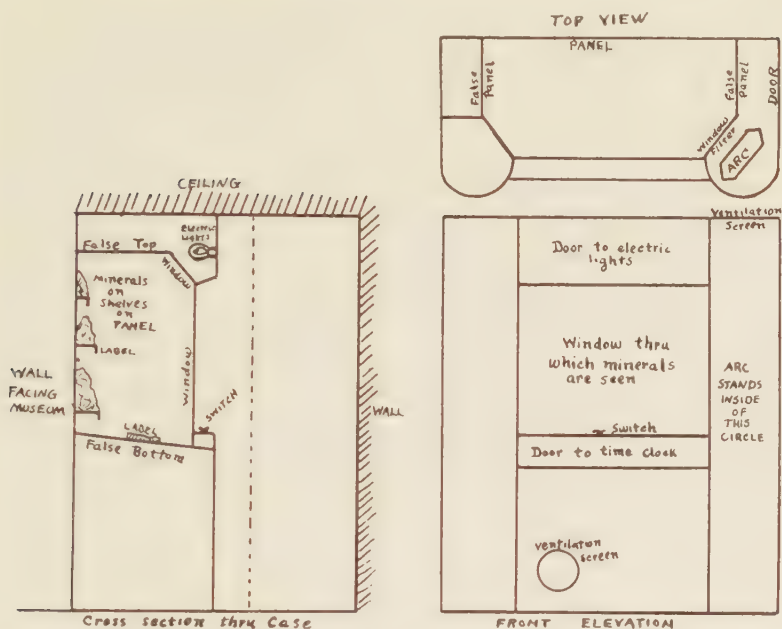 TOP VIEW
PANEL
False
Panel
False
Panel
DOOR
Window
Filter
ARC
CEILING
Electric
Lights
False Top
Window
Minerals
on
Shelves
on
PANEL
LABEL
WALL
FACING
MUSEUM
Window
SWITCH
WALL
LABEL
False Bottom
Cross section thru Case
Ventilation
Screen
Door to electric
lights
Window thru
which minerals
are seen
ARC
STANDS
INSIDE
OF
THIS
CIRCLE
Switch
Door to time clock
Ventilation
screen
FRONT ELEVATION